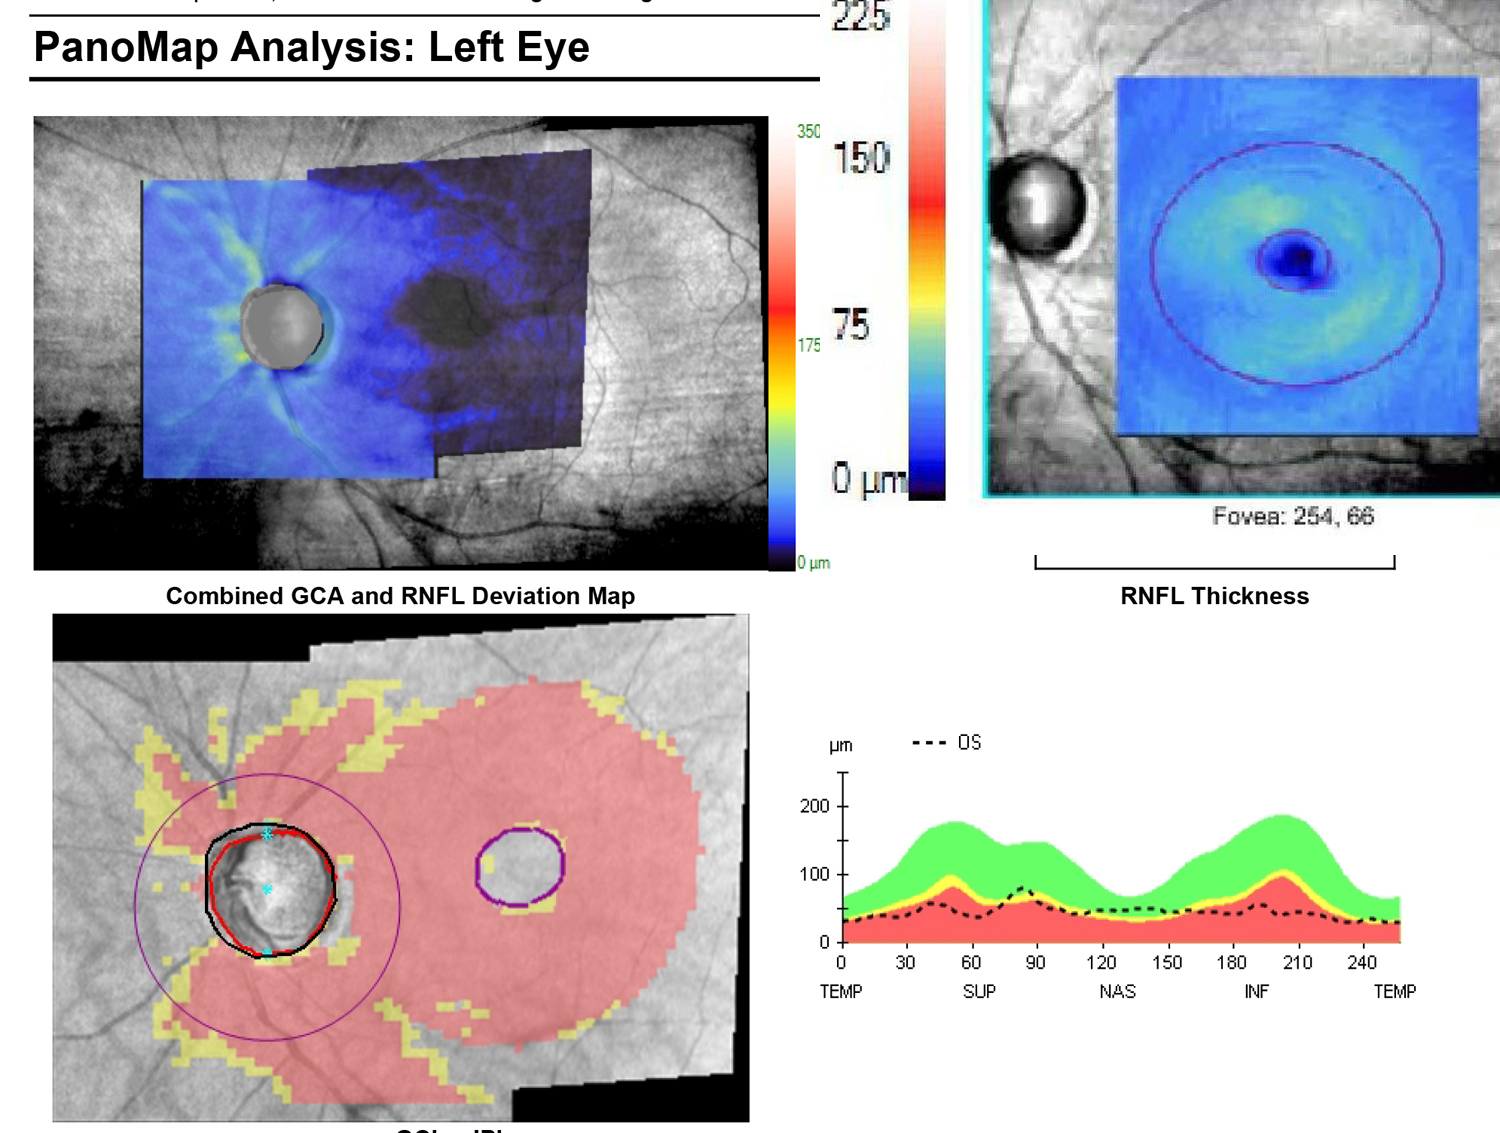 PanoMap Analysis: Left Eye
350
175
0 µm
225
150
75
0 µm
Fovea: 254, 66
Combined GCA and RNFL Deviation Map
RNFL Thickness
µm
OS
200
100
0
0 30 60 90 120 150 180 210 240
TEMP SUP NAS INF TEMP